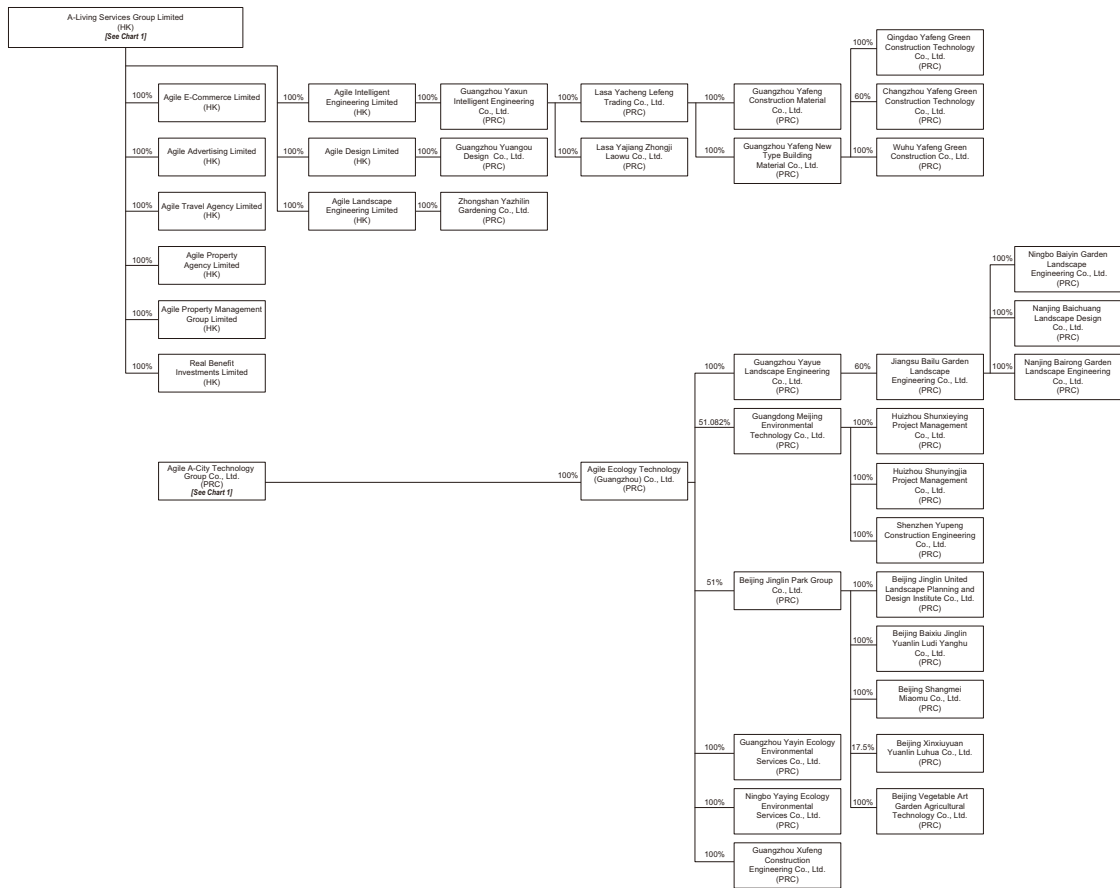 A-Living Services Group Limited
(HK)
[See Chart 1]
100%
Agile E-Commerce Limited
(HK)
100%
Agile Advertising Limited
(HK)
100%
Agile Travel Agency Limited
(HK)
100%
Agile Property
Agency Limited
(HK)
100%
Agile Property Management
Group Limited
(HK)
100%
Real Benefit
Investments Limited
(HK)
100%
Agile Intelligent
Engineering Limited
(HK)
100%
Agile Design Limited
(HK)
100%
Agile Landscape
Engineering Limited
(HK)
100%
Guangzhou Yaxun
Intelligent Engineering
Co., Ltd.
(PRC)
100%
Guangzhou Yuangou
Design Co., Ltd.
(PRC)
100%
Zhongshan Yazhilin
Gardening Co., Ltd.
(PRC)
100%
Lasa Yacheng Lefeng
Trading Co., Ltd.
(PRC)
100%
Lasa Yajiang Zhongji
Laowu Co., Ltd.
(PRC)
100%
Guangzhou Yafeng
Construction Material
Co., Ltd.
(PRC)
100%
Guangzhou Yafeng New
Type Building
Material Co., Ltd.
(PRC)
100%
Qingdao Yafeng Green
Construction Technology
Co., Ltd.
(PRC)
60%
Changzhou Yafeng Green
Construction Technology
Co., Ltd.
(PRC)
100%
Wuhu Yafeng Green
Construction Co., Ltd.
(PRC)
Agile A-City Technology
Group Co., Ltd.
(PRC)
[See Chart 1]
100%
Agile Ecology Technology
(Guangzhou) Co., Ltd.
(PRC)
100%
Guangzhou Yayue
Landscape Engineering
Co., Ltd.
(PRC)
60%
Jiangsu Bailu Garden
Landscape
Engineering Co., Ltd.
(PRC)
100%
Ningbo Baiyin Garden
Landscape
Engineering Co., Ltd.
(PRC)
100%
Nanjing Baichuang
Landscape Design
Co., Ltd.
(PRC)
100%
Nanjing Bairong Garden
Landscape Engineering Co., Ltd.
(PRC)
51.082%
Guangdong Meijing
Environmental
Technology Co., Ltd.
(PRC)
100%
Huizhou Shunxieying
Project Management
Co., Ltd.
(PRC)
100%
Huizhou Shunyingjia
Project Management
Co., Ltd.
(PRC)
100%
Shenzhen Yupeng
Construction Engineering
Co., Ltd.
(PRC)
51%
Beijing Jinglin Park Group
Co., Ltd.
(PRC)
100%
Beijing Jinglin United
Landscape Planning and
Design Institute Co., Ltd.
(PRC)
100%
Beijing Baixiu Jinglin
Yuanlin Ludi Yanghu
Co., Ltd.
(PRC)
100%
Beijing Shangmei
Miaomu Co., Ltd.
(PRC)
17.5%
Beijing Xinxiuyuan
Yuanlin Luhua Co., Ltd.
(PRC)
100%
Beijing Vegetable Art
Garden Agricultural
Technology Co., Ltd.
(PRC)
100%
Guangzhou Yayin Ecology
Environmental
Services Co., Ltd.
(PRC)
100%
Ningbo Yaying Ecology
Environmental
Services Co., Ltd.
(PRC)
100%
Guangzhou Xufeng
Construction
Engineering Co., Ltd.
(PRC)